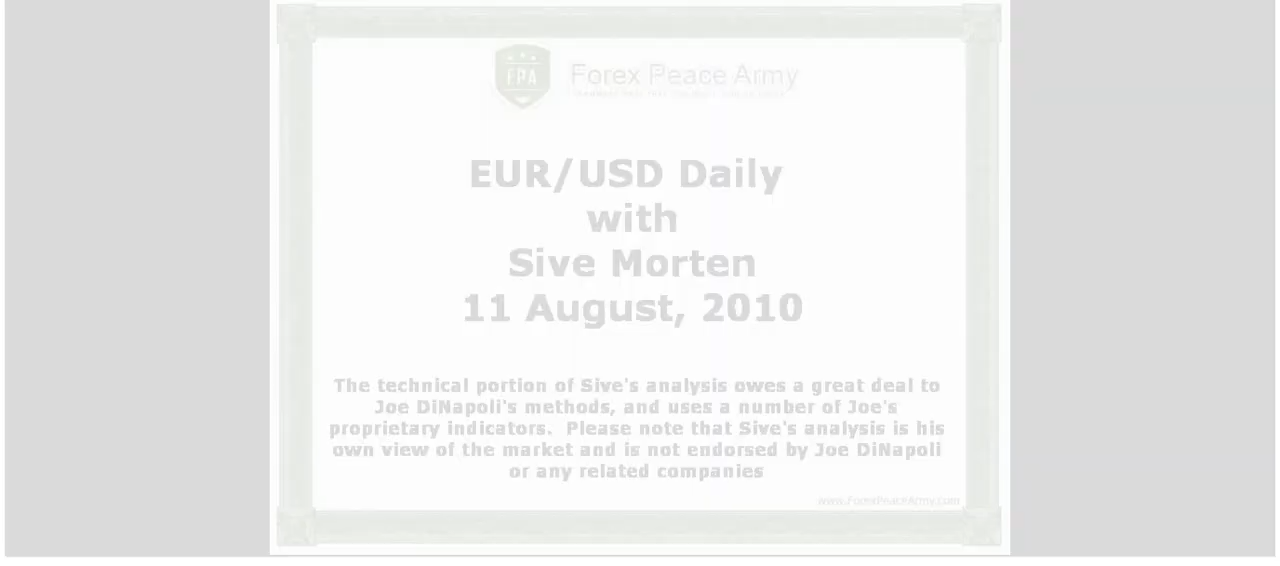 FPA
Forex Peace Army
EUR/USD Daily
with
Sive Morten
11 August, 2010
The technical portion of Sive's analysis owes a great deal to
Joe DiNapoli's methods, and uses a number of Joe's
proprietary indicators.  Please note that Sive's analysis is his
own view of the market and is not endorsed by Joe DiNapoli
or any related companies
www.ForexPeaceArmy.com